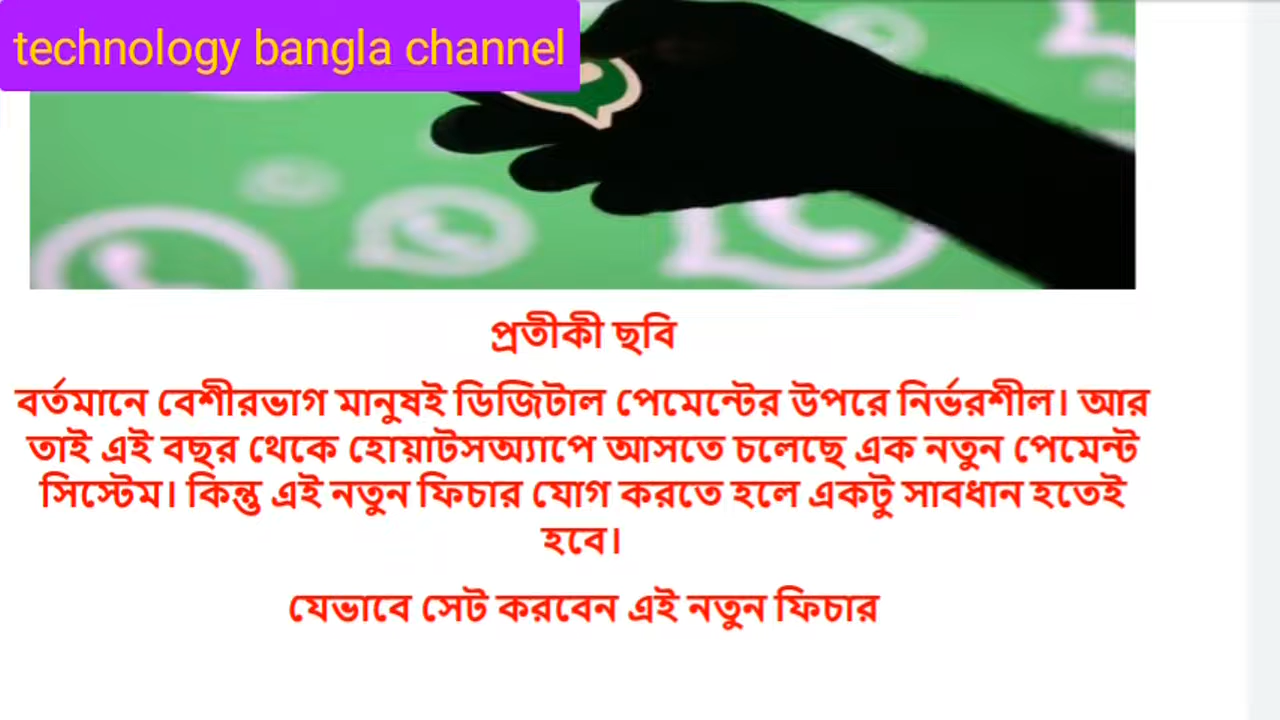 technology bangla channel
প্রতীকী ছবি
বর্তমানে বেশীরভাগ মানুষই ডিজিটাল পেমেন্টের উপরে নির্ভরশীল। আর
তাই এই বছর থেকে হোয়াটসঅ্যাপে আসতে চলেছে এক নতুন পেমেন্ট
সিস্টেম। কিন্তু এই নতুন ফিচার যোগ করতে হলে একটু সাবধান হতেই
হবে।
যেভাবে সেট করবেন এই নতুন ফিচার